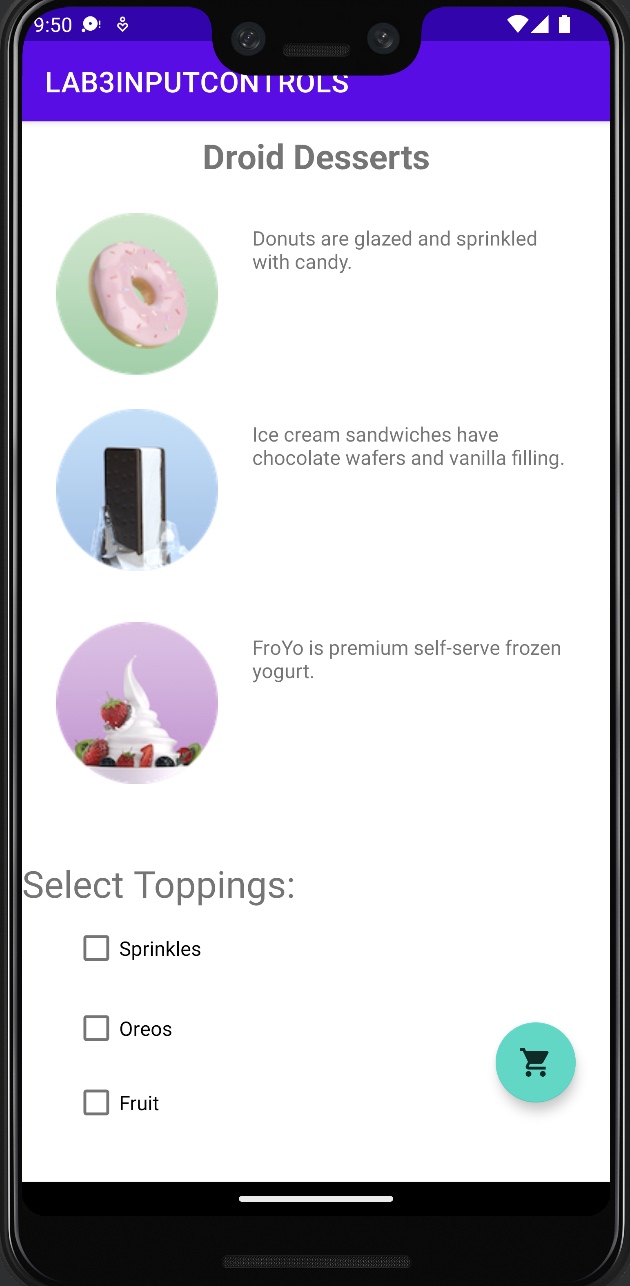 9:50
LAB3INPUTCONTROLS
Droid Desserts
Donuts are glazed and sprinkled
with candy.
Ice cream sandwiches have
chocolate wafers and vanilla filling.
FroYo is premium self-serve frozen
yogurt.
Select Toppings:
Sprinkles
Oreos
Fruit